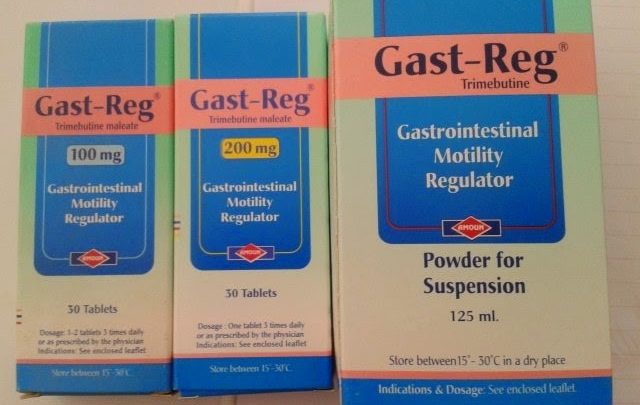 Gast-Reg®
Trimebutine maleate
100 mg
Gastrointestinal
Motility
Regulator
AMOUN
30 Tablets
Dosage: 1-2 tablets 3 times daily
or as prescribed by the physician
Indications: See enclosed leaflet
Store between 15°-30°C
Gast-Reg®
Trimebutine maleate
200 mg
Gastrointestinal
Motility
Regulator
AMOUN
30 Tablets
Dosage : One tablet 3 times daily
or as prescribed by the physician
Indications: See enclosed leaflet
Store between 15°-30°C
Gast-Reg®
Trimebutine
Gastrointestinal
Motility
Regulator
AMOUN
Powder for
Suspension
125 ml.
Store between 15°- 30°C in a dry place
Indications & Dosage: See enclosed leaflet.